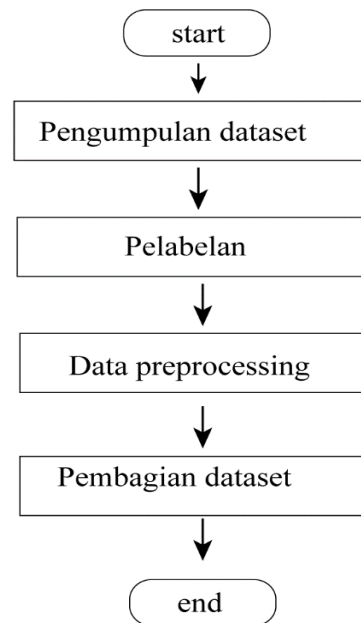 start
Pengumpulan dataset
Pelabelan
Data preprocessing
Pembagian dataset
end